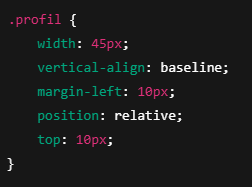 .profil {
    width: 45px;
    vertical-align: baseline;
    margin-left: 10px;
    position: relative;
    top: 10px;
}